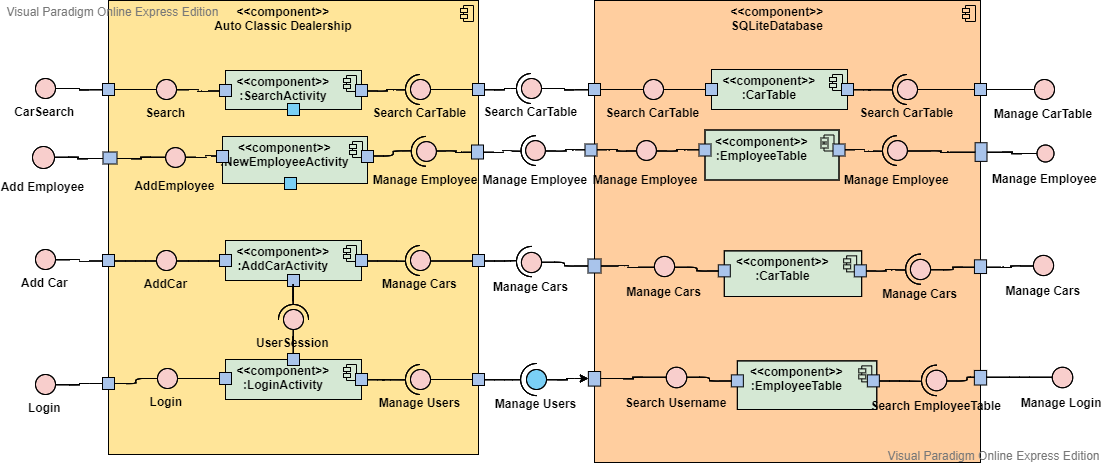 Visual Paradigm Online Express Edition
<<component>>
Auto Classic Dealership
<<component>>
SQLiteDatabase
<<component>>
:SearchActivity
<<component>>
:CarTable
CarSearch
Search
Search CarTable
Search CarTable
Search CarTable
Search CarTable
Manage CarTable
<<component>>
NewEmployeeActivity
<<component>>
:EmployeeTable
Add Employee
AddEmployee
Manage Employee
Manage Employee
Manage Employee
Manage Employee
Manage Employee
<<component>>
:AddCarActivity
<<component>>
:CarTable
Add Car
AddCar
Manage Cars
Manage Cars
Manage Cars
Manage Cars
Manage Cars
UserSession
<<component>>
:LoginActivity
<<component>>
:EmployeeTable
Login
Login
Manage Users
Manage Users
Search Username
Search EmployeeTable
Manage Login
Visual Paradigm Online Express Edition